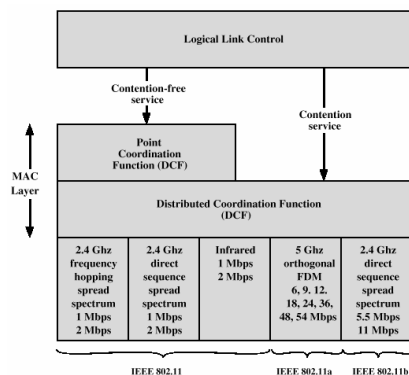 Logical Link Control
Contention-free
service
Contention
service
MAC
Layer
Point
Coordination
Function (DCF)
Distributed Coordination Function
(DCF)
2.4 Ghz
frequency
hopping
spread
spectrum
1 Mbps
2 Mbps
2.4 Ghz
direct
sequence
spread
spectrum
1 Mbps
2 Mbps
Infrared
1 Mbps
2 Mbps
5 Ghz
orthogonal
FDM
6, 9. 12.
18, 24, 36,
48, 54 Mbps
2.4 Ghz
direct
sequence
spread
spectrum
5.5 Mbps
11 Mbps
IEEE 802.11
IEEE 802.11a
IEEE 802.11b